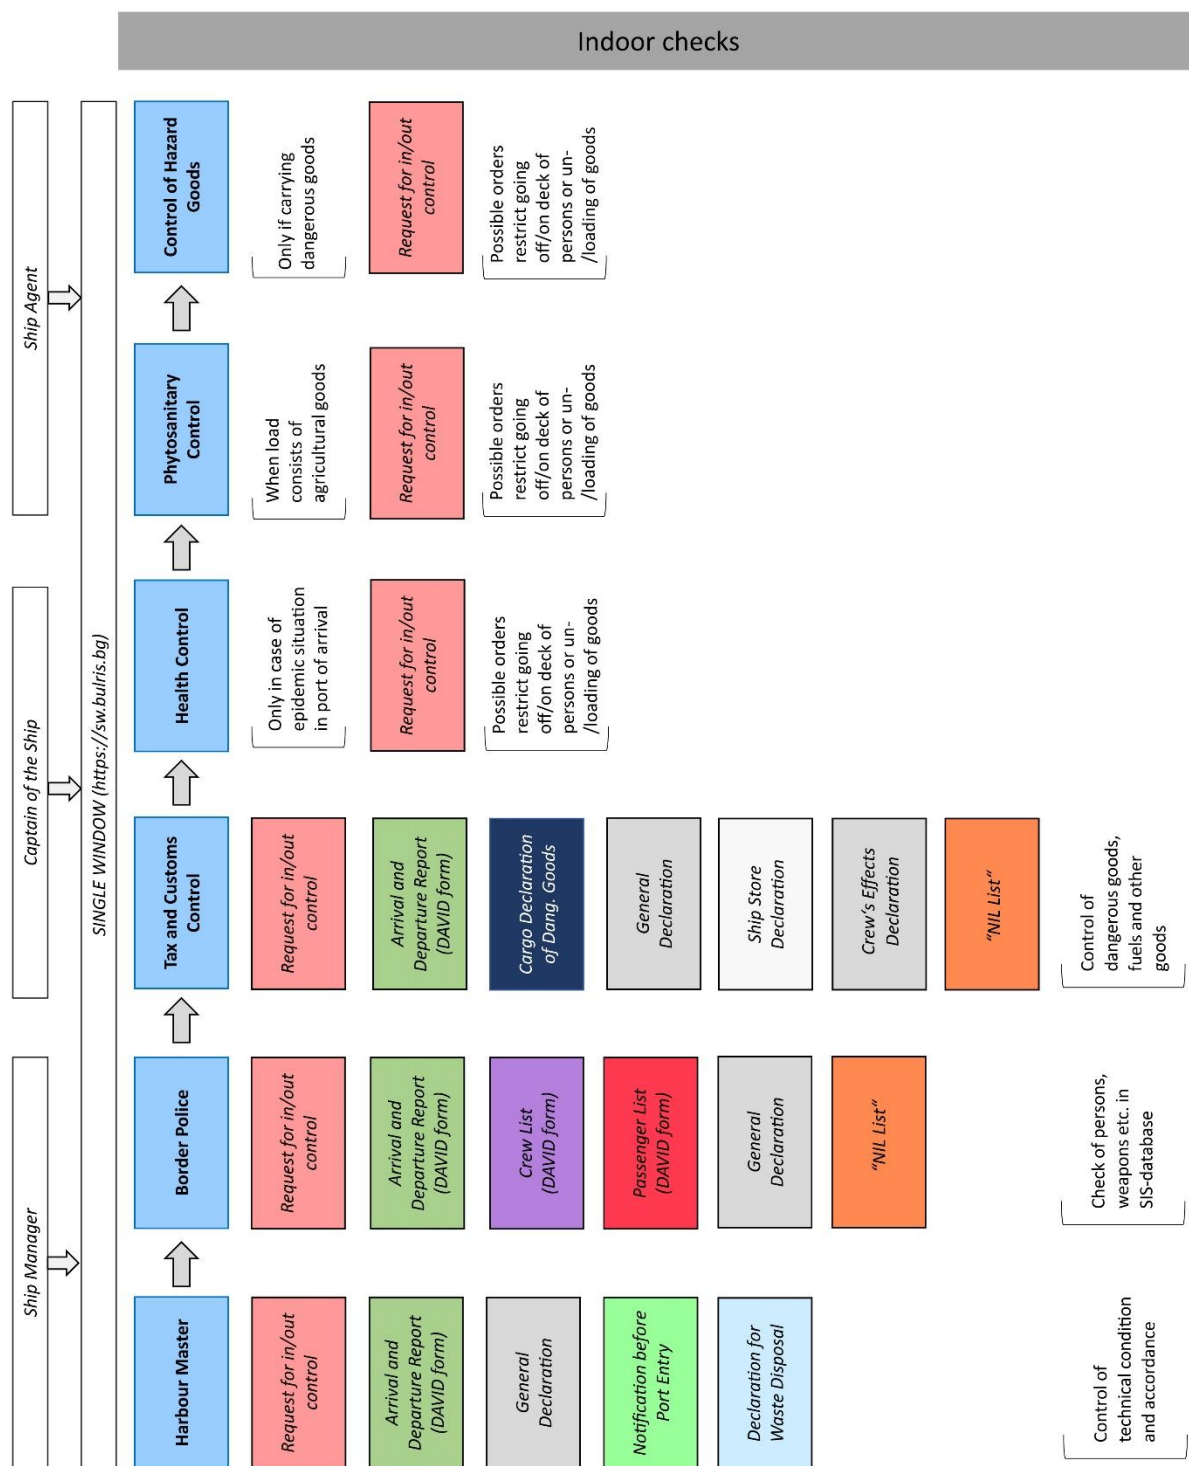 Indoor checks
Ship Manager
Captain of the Ship
Ship Agent
SINGLE WINDOW (https://sw.bulris.bg)
Harbour Master
Request for in/out
control
Arrival and
Departure Report
(DAVID form)
General
Declaration
Notification before
Port Entry
Declaration for
Waste Disposal
Control of
technical condition
and accordance
Border Police
Request for in/out
control
Arrival and
Departure Report
(DAVID form)
Crew List
(DAVID form)
Passenger List
(DAVID form)
General
Declaration
“NIL List“
Check of persons,
weapons etc. in
SIS-database
Tax and Customs
Control
Request for in/out
control
Arrival and
Departure Report
(DAVID form)
Cargo Declaration
of Dang. Goods
General
Declaration
Ship Store
Declaration
Crew‘s Effects
Declaration
“NIL List“
Control of
dangerous goods,
fuels and other
goods
Health Control
Only in case of
epidemic situation
in port of arrival
Request for in/out
control
Possible orders
restrict going
off/on deck of
persons or un-
/loading of goods
Phytosanitary
Control
When load
consists of
agricultural goods
Request for in/out
control
Possible orders
restrict going
off/on deck of
persons or un-
/loading of goods
Control of Hazard
Goods
Only if carrying
dangerous goods
Request for in/out
control
Possible orders
restrict going
off/on deck of
persons or un-
/loading of goods